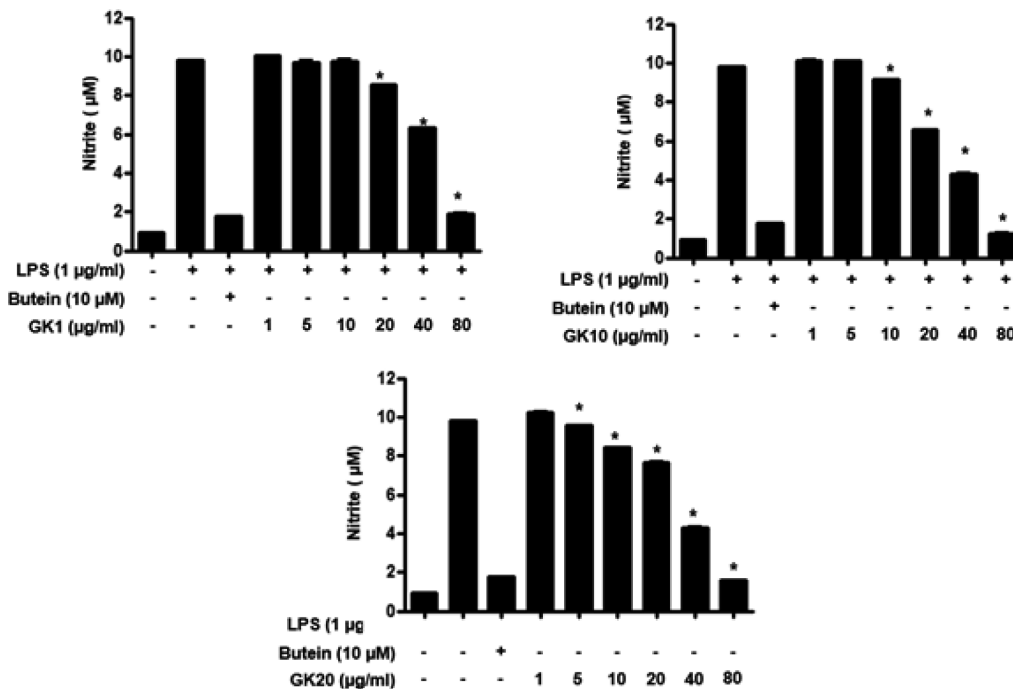 Nitrite ( µM)
12
10
8
6
4
2
0
* * *
LPS (1 µg/ml) - + + + + + + + +
Butein (10 µM) - - + - - - - - -
GK1 (µg/ml) - - - 1 5 10 20 40 80
Nitrite ( µM)
12
10
8
6
4
2
0
* * * *
LPS (1 µg/ml) - + + + + + + + +
Butein (10 µM) - - + - - - - - -
GK10 (µg/ml) - - - 1 5 10 20 40 80
Nitrite ( µM)
12
10
8
6
4
2
0
* * * * *
LPS (1 µg
Butein (10 µM) - - + - - - - - -
GK20 (µg/ml) - - - 1 5 10 20 40 80